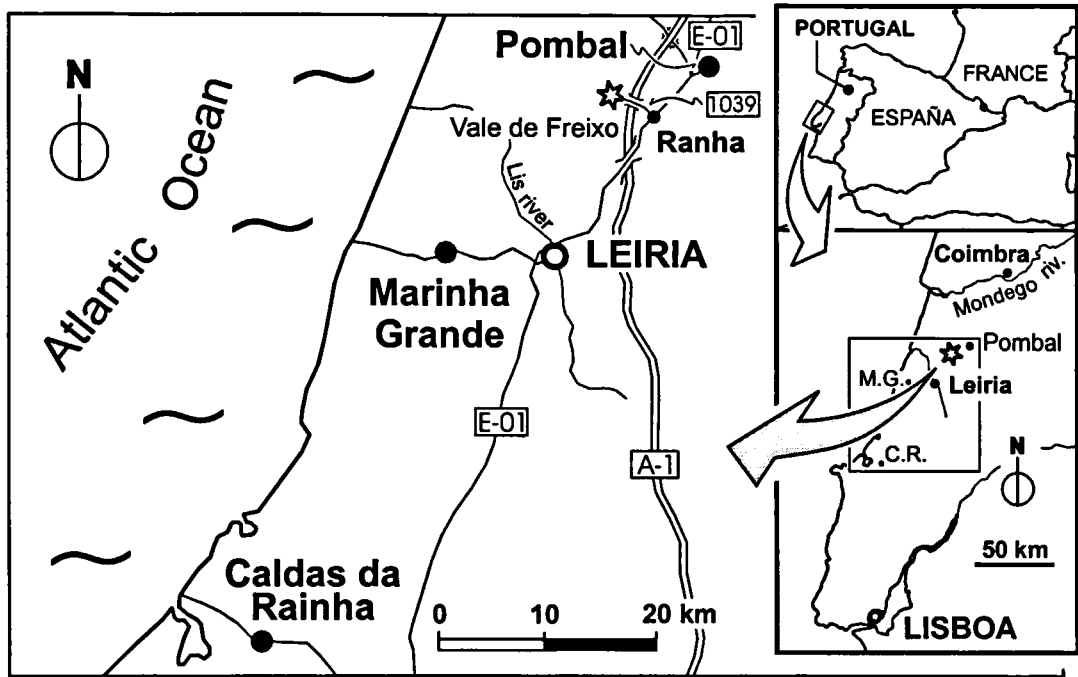 N
Atlantic Ocean
Pombal
E-01
1039
Vale de Freixo
Ranha
Lis river
LEIRIA
Marinha
Grande
E-01
A-1
Caldas da
Rainha
0 10 20 km
PORTUGAL
FRANCE
ESPAÑA
Coimbra
Mondego riv.
Pombal
M.G.
Leiria
C.R.
N
50 km
LISBOA